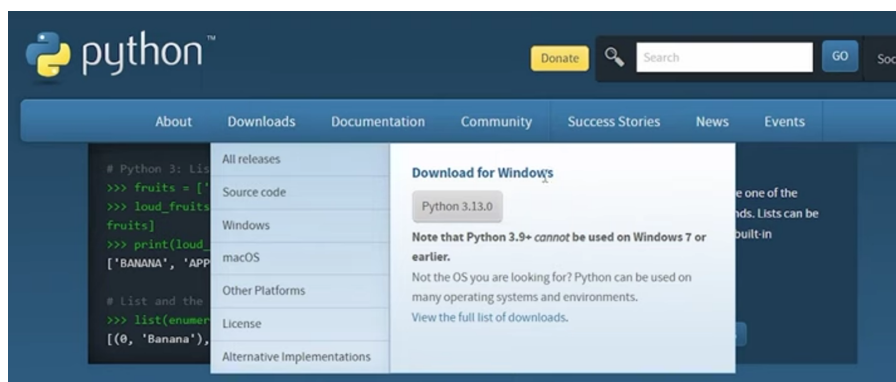 python™
Donate
Search
GO
Soc
About
Downloads
Documentation
Community
Success Stories
News
Events
All releases
Source code
Windows
macOS
Other Platforms
License
Alternative Implementations
Download for Windows
Python 3.13.0
Note that Python 3.9+ cannot be used on Windows 7 or
earlier.
Not the OS you are looking for? Python can be used on
many operating systems and environments.
View the full list of downloads.
# Python 3: Lis
>>> fruits = ['
>>> loud_fruits
fruits]
>>> print(loud_
['BANANA', 'APP
# List and the
>>> list(enumer
[(0, 'Banana'),
e one of the
nds. Lists can be
built-in